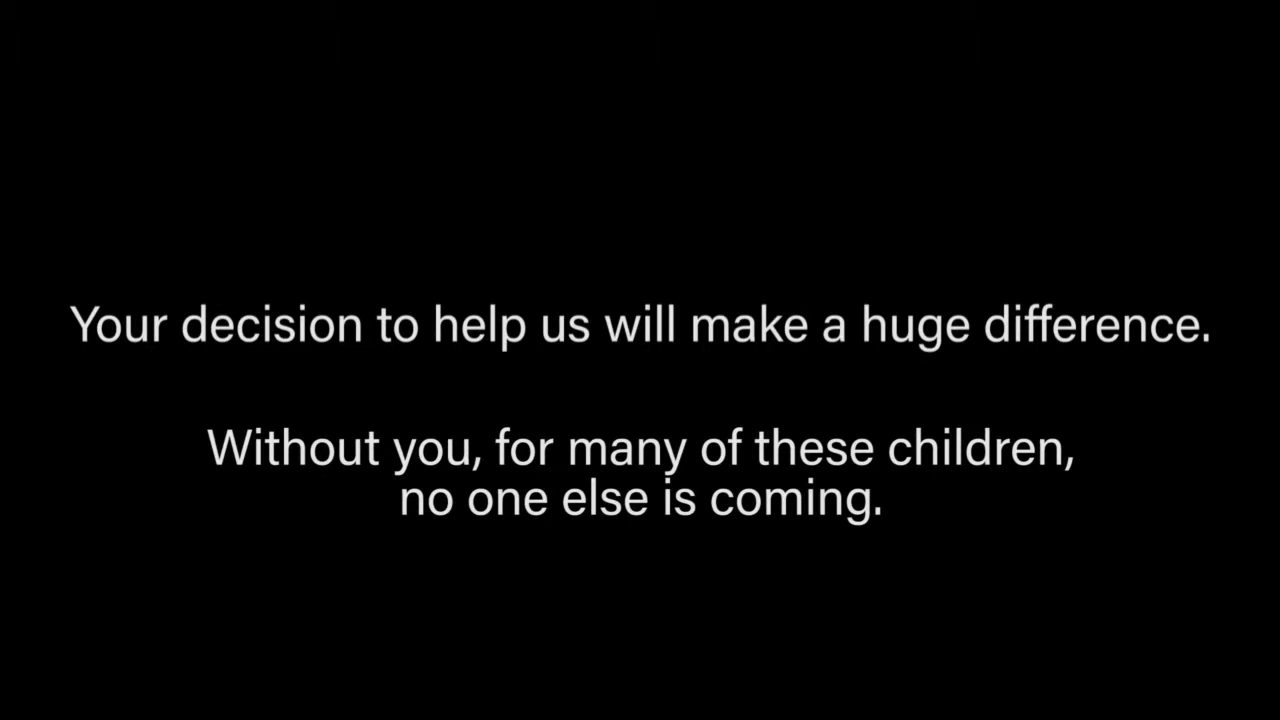 Your decision to help us will make a huge difference.
Without you, for many of these children,
no one else is coming.